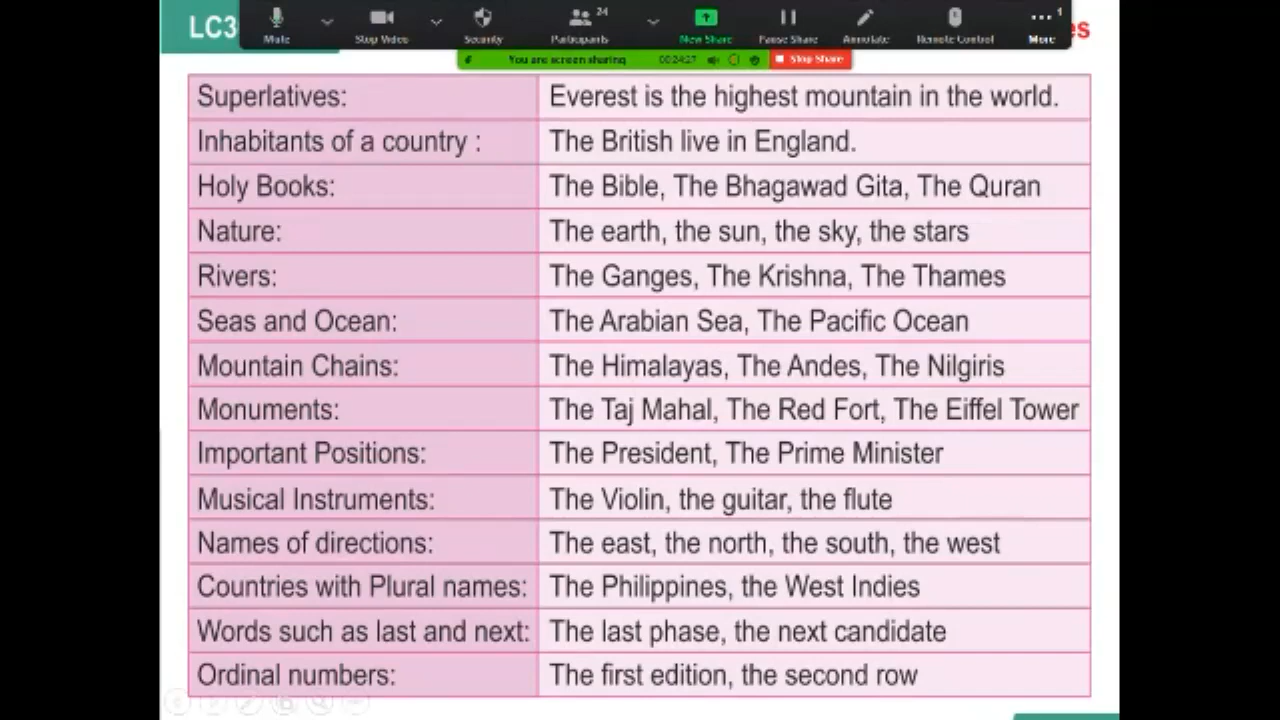 LC3
es
Mute
Stop Video
Security
Participants
24
New Share
Pause Share
Annotate
Remote Control
More
1
You are screen sharing
00:24:27
Stop Share
Superlatives: Everest is the highest mountain in the world.
Inhabitants of a country : The British live in England.
Holy Books: The Bible, The Bhagawad Gita, The Quran
Nature: The earth, the sun, the sky, the stars
Rivers: The Ganges, The Krishna, The Thames
Seas and Ocean: The Arabian Sea, The Pacific Ocean
Mountain Chains: The Himalayas, The Andes, The Nilgiris
Monuments: The Taj Mahal, The Red Fort, The Eiffel Tower
Important Positions: The President, The Prime Minister
Musical Instruments: The Violin, the guitar, the flute
Names of directions: The east, the north, the south, the west
Countries with Plural names: The Philippines, the West Indies
Words such as last and next: The last phase, the next candidate
Ordinal numbers: The first edition, the second row